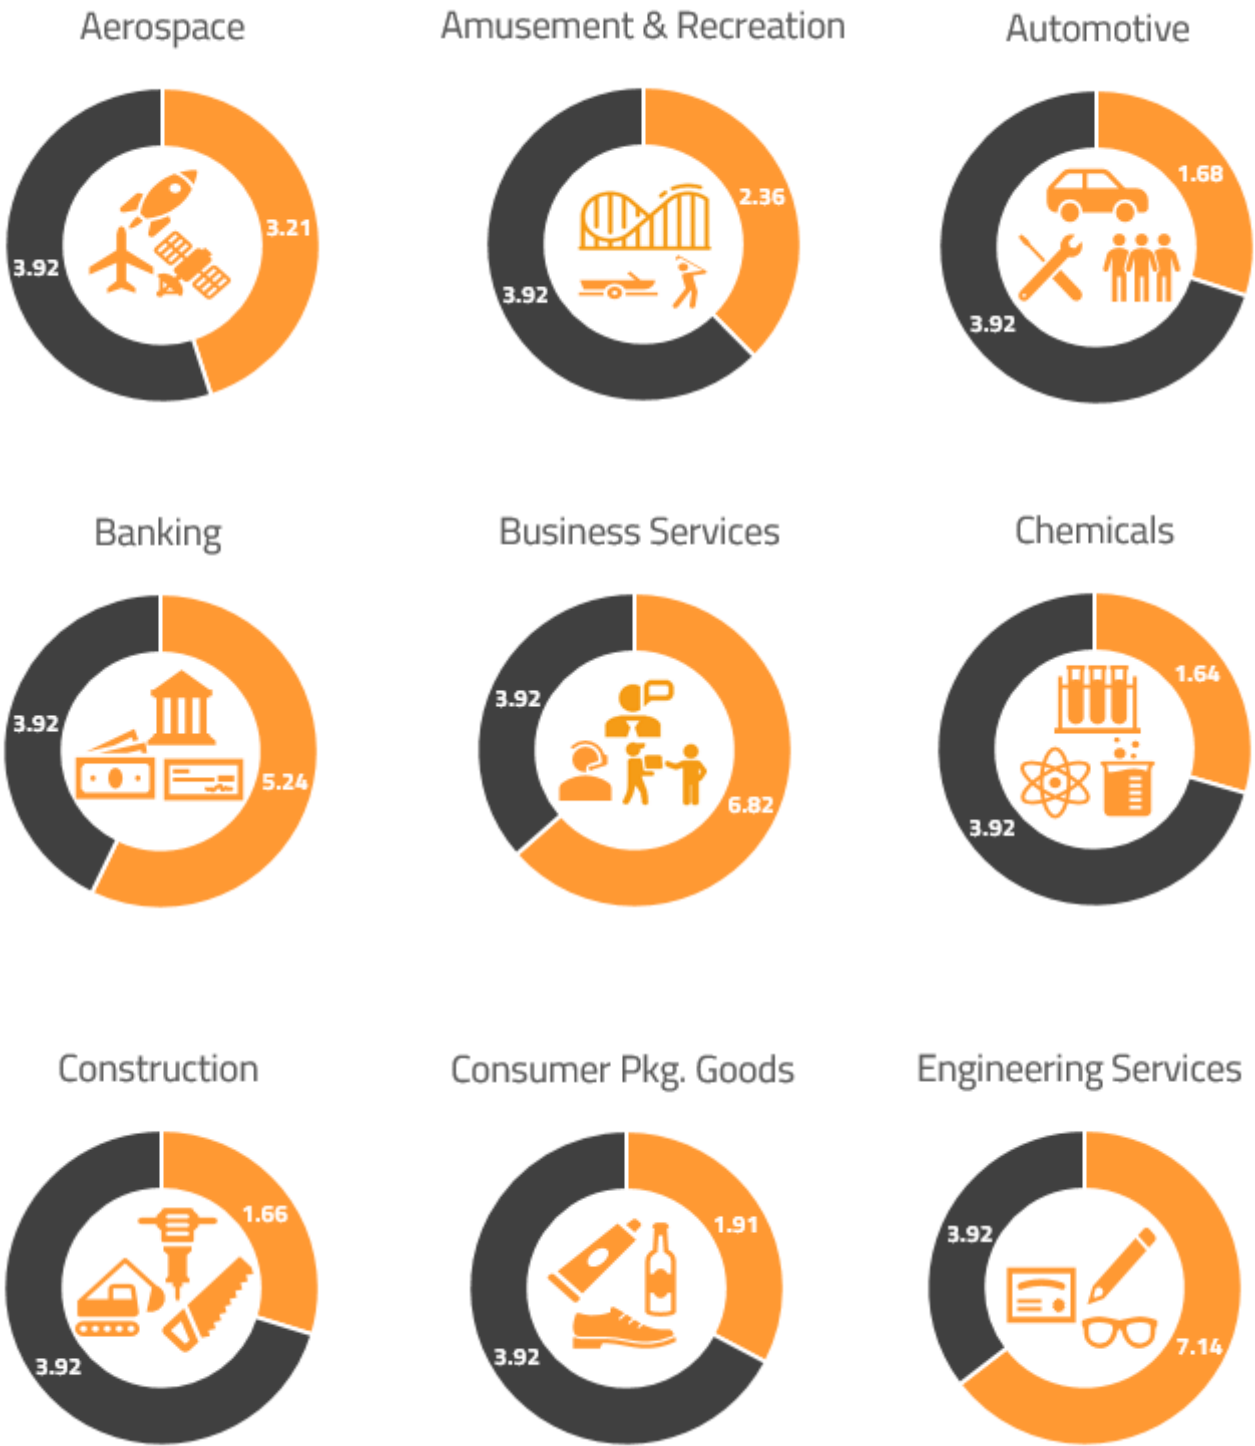 Aerospace
Amusement & Recreation
Automotive
3.21
3.92
2.36
3.92
1.68
3.92
Banking
Business Services
Chemicals
3.92
5.24
3.92
6.82
1.64
3.92
Construction
Consumer Pkg. Goods
Engineering Services
1.66
3.92
1.91
3.92
3.92
7.14